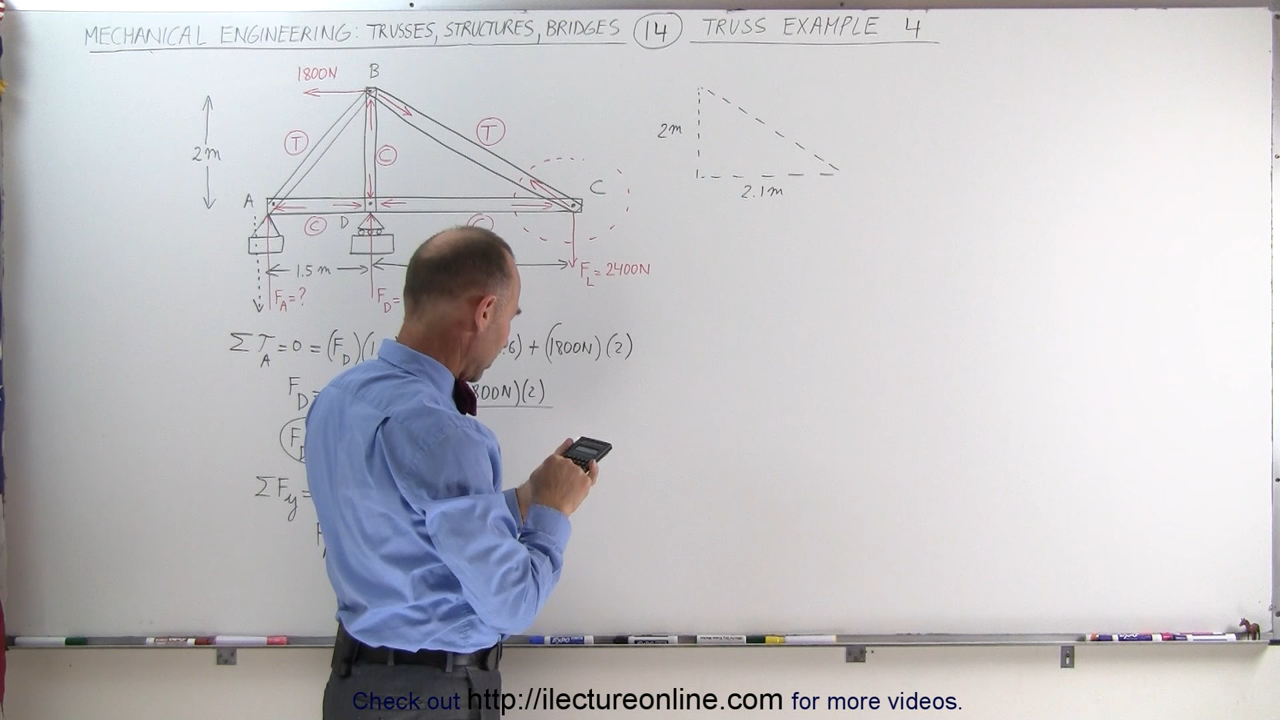 MECHANICAL ENGINEERING: TRUSSES, STRUCTURES, BRIDGES 14 TRUSS EXAMPLE 4
1800N
B
2m
T
T
C
A
D
C
C
2m
2.1m
1.5 m
F_A = ?
F_D =
F_L = 2400N
Σ τ_A = 0 = (F_D)(1 .6) + (1800N)(2)
F_D = 800N)(2)
ΣF_y =
Check out http://ilectureonline.com for more videos.